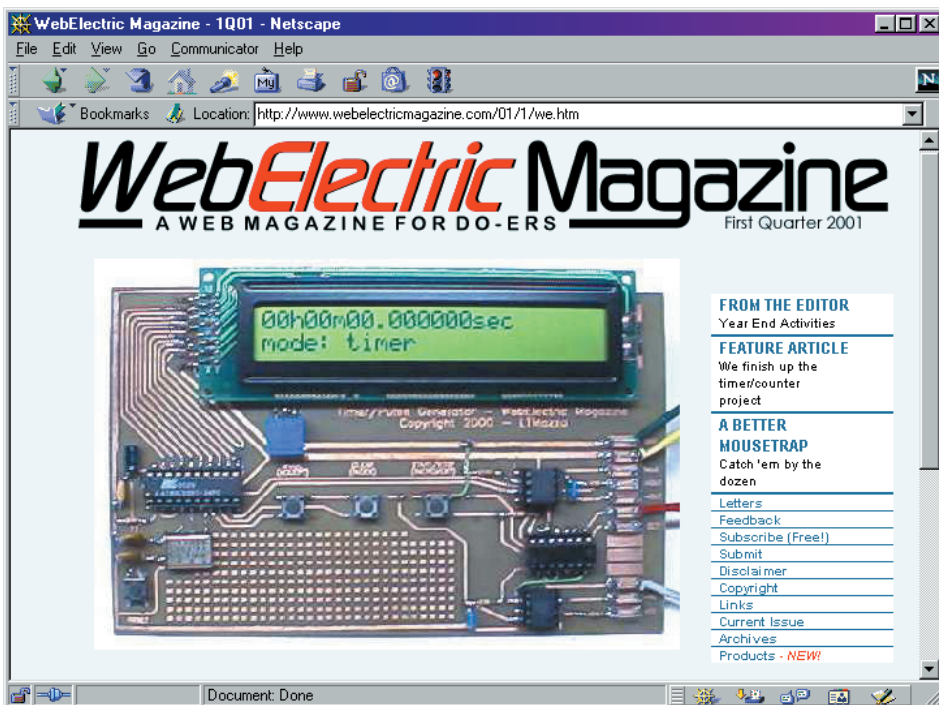 WebElectric Magazine - 1Q01 - Netscape
File Edit View Go Communicator Help
My
N
Bookmarks Location: http://www.webelectricmagazine.com/01/1/we.htm
WebElectric Magazine
A WEB MAGAZINE FOR DO-ERS
First Quarter 2001
00h00m00.000000sec
mode: timer
Timer/Pulse Generator - WebElectric Magazine
Copyright 2000 -
FROM THE EDITOR
Year End Activities
FEATURE ARTICLE
We finish up the
timer/counter
project
A BETTER
MOUSETRAP
Catch 'em by the
dozen
Letters
Feedback
Subscribe (Free!)
Submit
Disclaimer
Copyright
Links
Current Issue
Archives
Products - NEW!
Document: Done